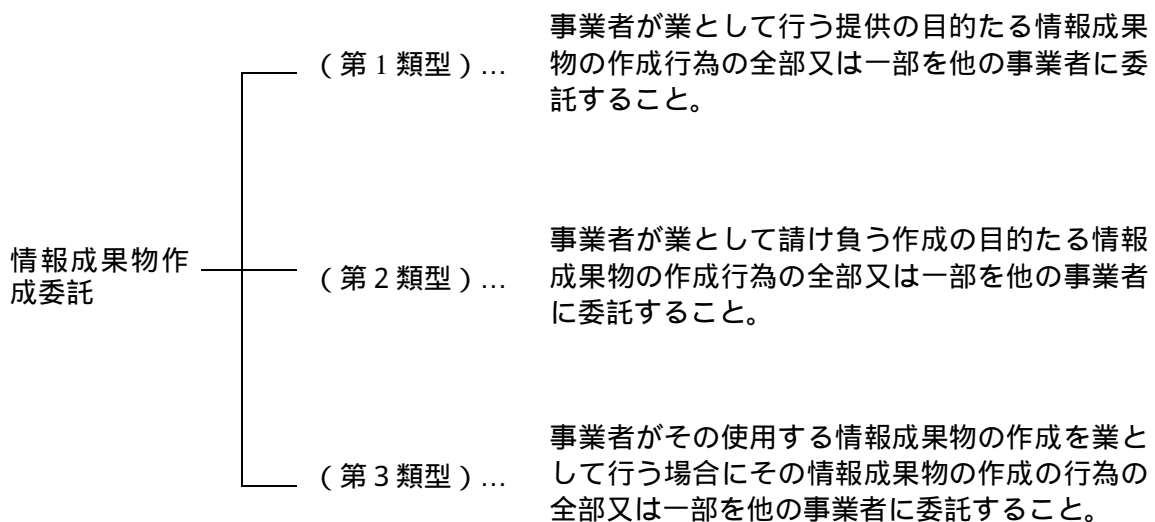 情報成果物作
成委託
（第１類型）…
事業者が業として行う提供の目的たる情報成果
物の作成行為の全部又は一部を他の事業者に委
託すること。
（第２類型）…
事業者が業として請け負う作成の目的たる情報
成果物の作成行為の全部又は一部を他の事業者
に委託すること。
（第３類型）…
事業者がその使用する情報成果物の作成を業と
して行う場合にその情報成果物の作成の行為の
全部又は一部を他の事業者に委託すること。